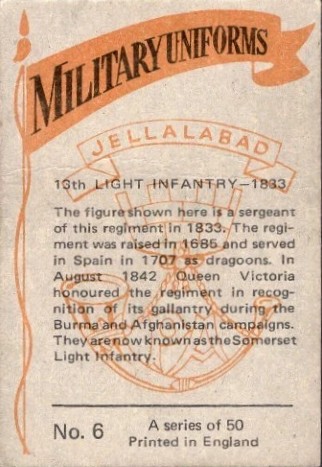 MILITARY UNIFORMS
JELLALABAD
13th LIGHT INFANTRY—1833
The figure shown here is a sergeant
of this regiment in 1833. The regi-
ment was raised in 1685 and served
in Spain in 1707 as dragoons. In
August 1842 Queen Victoria
honoured the regiment in recog-
nition of its gallantry during the
Burma and Afghanistan campaigns.
They are now known as the Somerset
Light Infantry.
No. 6
A series of 50
Printed in England